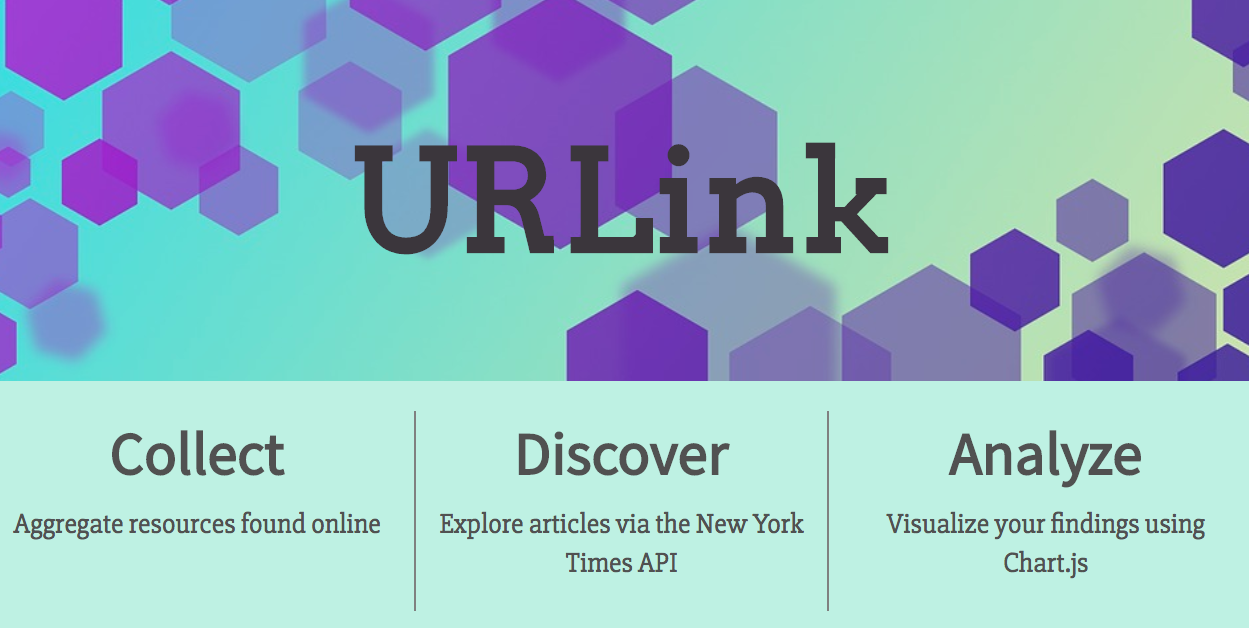 URLink
Collect
Aggregate resources found online
Discover
Explore articles via the New York
Times API
Analyze
Visualize your findings using
Chart.js